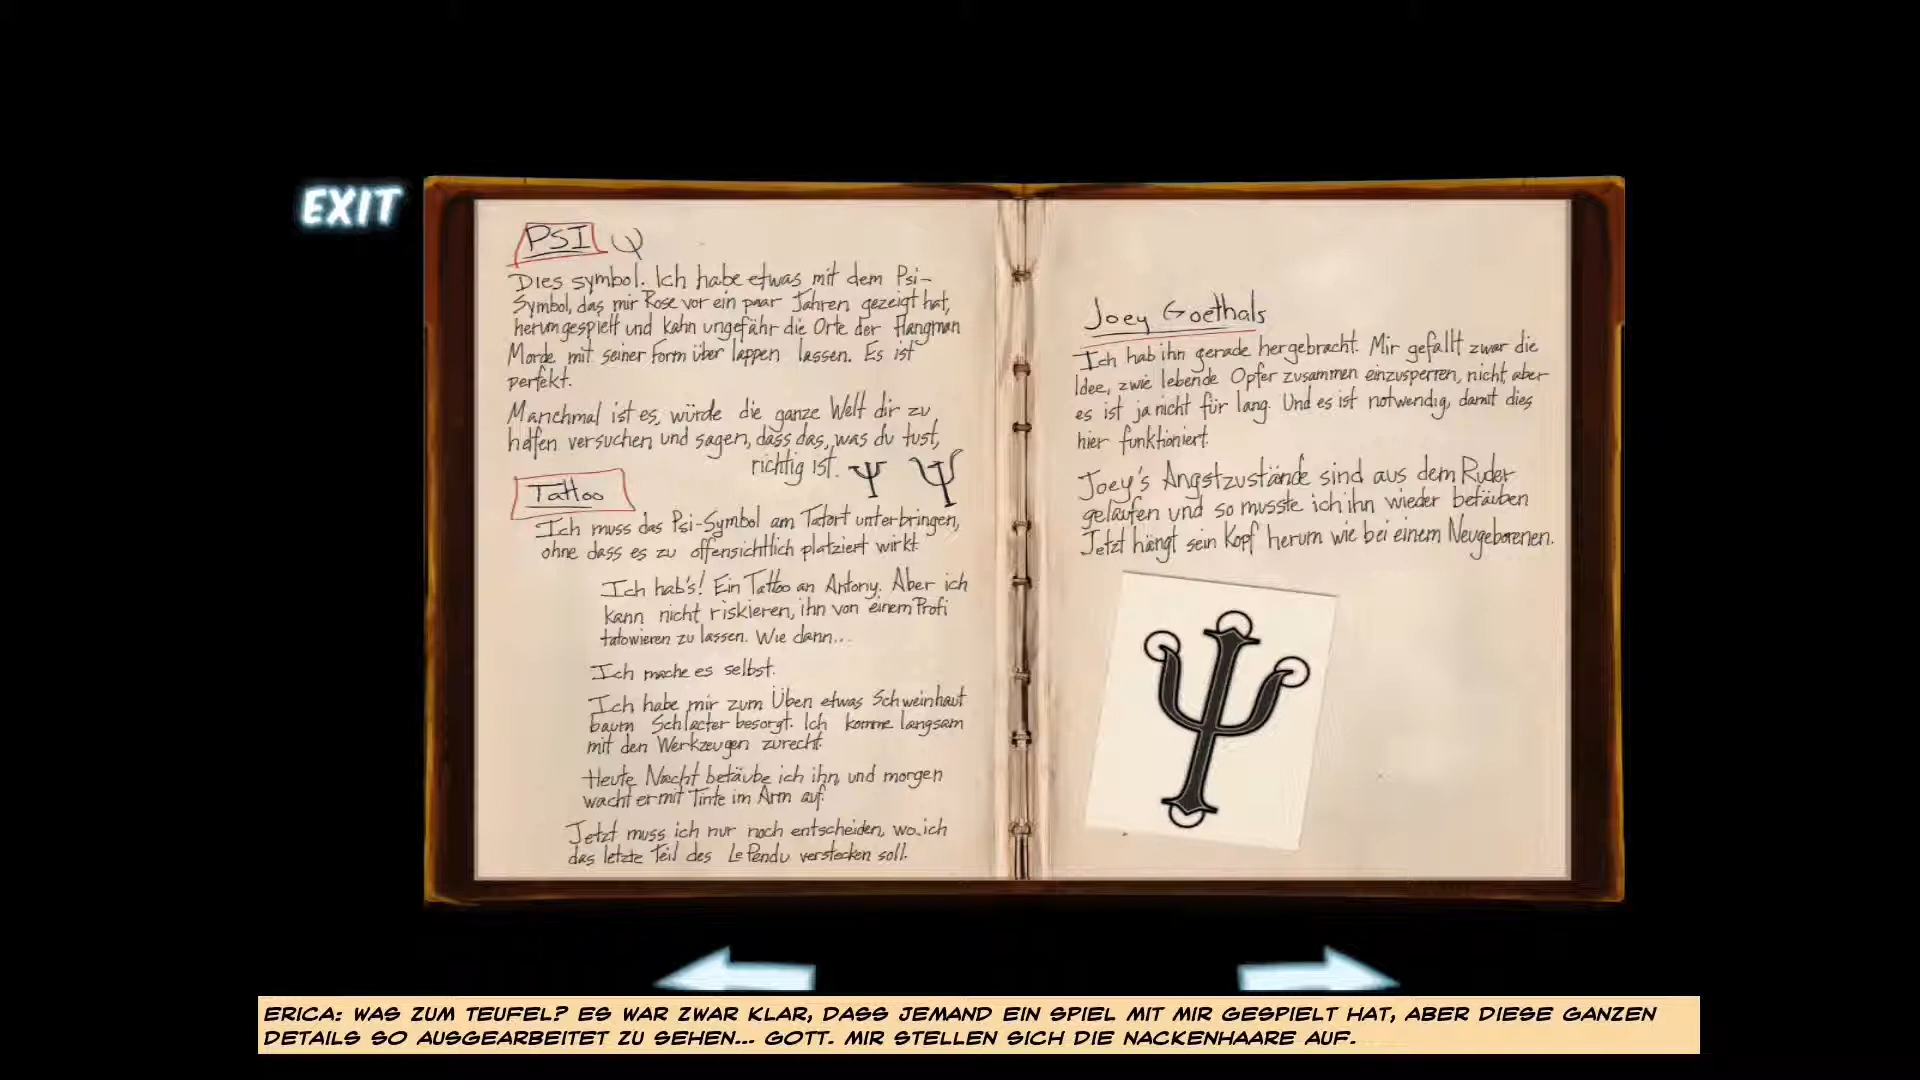 EXIT
PSI
Dies symbol. Ich habe etwas mit dem Psi-
Symbol, das mir Rose vor ein paar Jahren gezeigt hat,
herumgespielt und kahn ungefähr die Orte der Hangman
Morde mit seiner Form über lappen lassen. Es ist
perfekt.
Manchmal ist es, würde die ganze Welt dir zu
helfen versuchen und sagen, dass das, was du tust,
richtig ist. Ψ Ψ
Tattoo
Ich muss das Psi-Symbol am Tatort unterbringen,
ohne dass es zu offensichtlich platziert wirkt.
Ich hab's! Ein Tattoo an Antony. Aber ich
kann nicht riskieren, ihn von einem Profi
tatowieren zu lassen. Wie dann...
Ich mache es selbst.
Ich habe mir zum Üben etwas Schweinhaut
baum Schlacter besorgt. Ich komme langsam
mit den Werkzeugen zurecht.
Heute Nacht betäube ich ihn, und morgen
wacht er mit Tinte im Arm auf.
Jetzt muss ich nur noch entscheiden, wo ich
das letzte Teil des Le Pendu verstecken soll.
Joey Goethals
Ich hab ihn gerade hergebracht. Mir gefallt zwar die
Idee, zwie lebende Opfer zusammen einzusperren, nicht, aber
es ist ja nicht für lang. Und es ist notwendig, damit dies
hier funktioniert.
Joey's Angstzustände sind aus dem Ruder
gelaufen und so musste ich ihn wieder betäuben
Jetzt hängt sein Kopf herum wie bei einem Neugeborenen.
ERICA: WAS ZUM TEUFEL? ES WAR ZWAR KLAR, DASS JEMAND EIN SPIEL MIT MIR GESPIELT HAT, ABER DIESE GANZEN
DETAILS SO AUSGEARBEITET ZU SEHEN... GOTT. MIR STELLEN SICH DIE NACKENHAARE AUF.